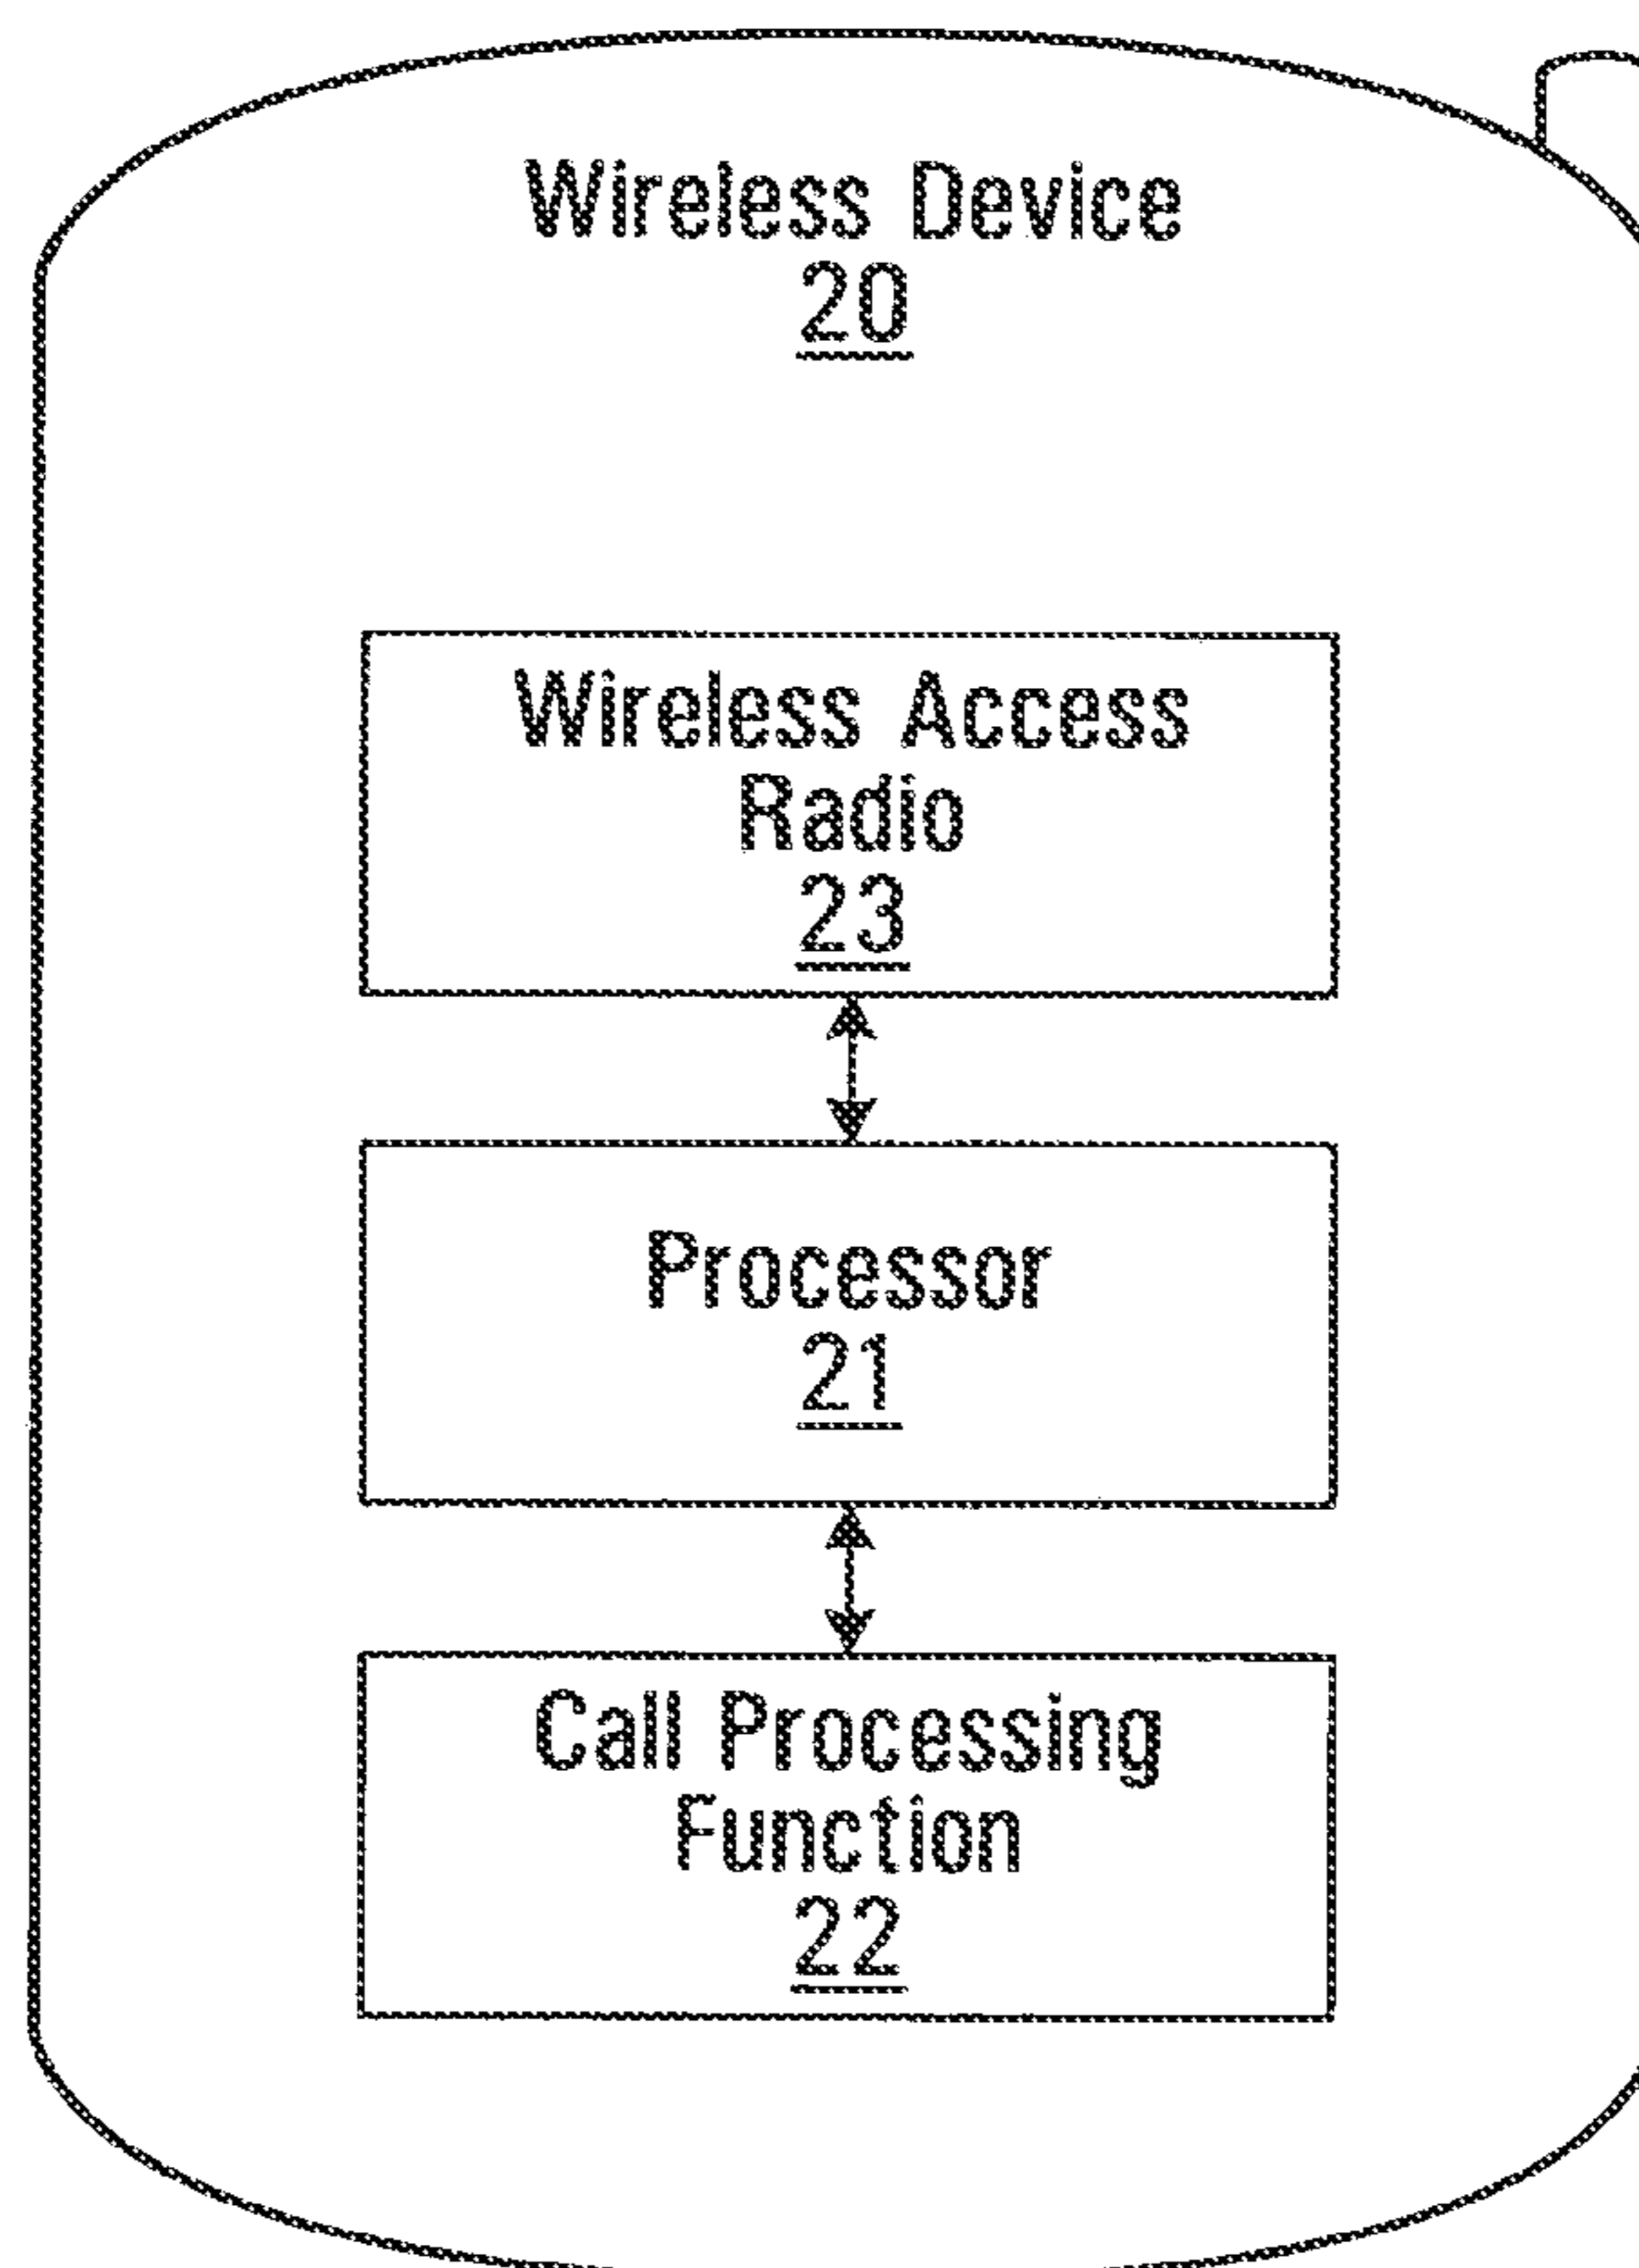 Wireless Device
20
Wireless Access
Radio
23
Processor
21
Call Processing
Function
22